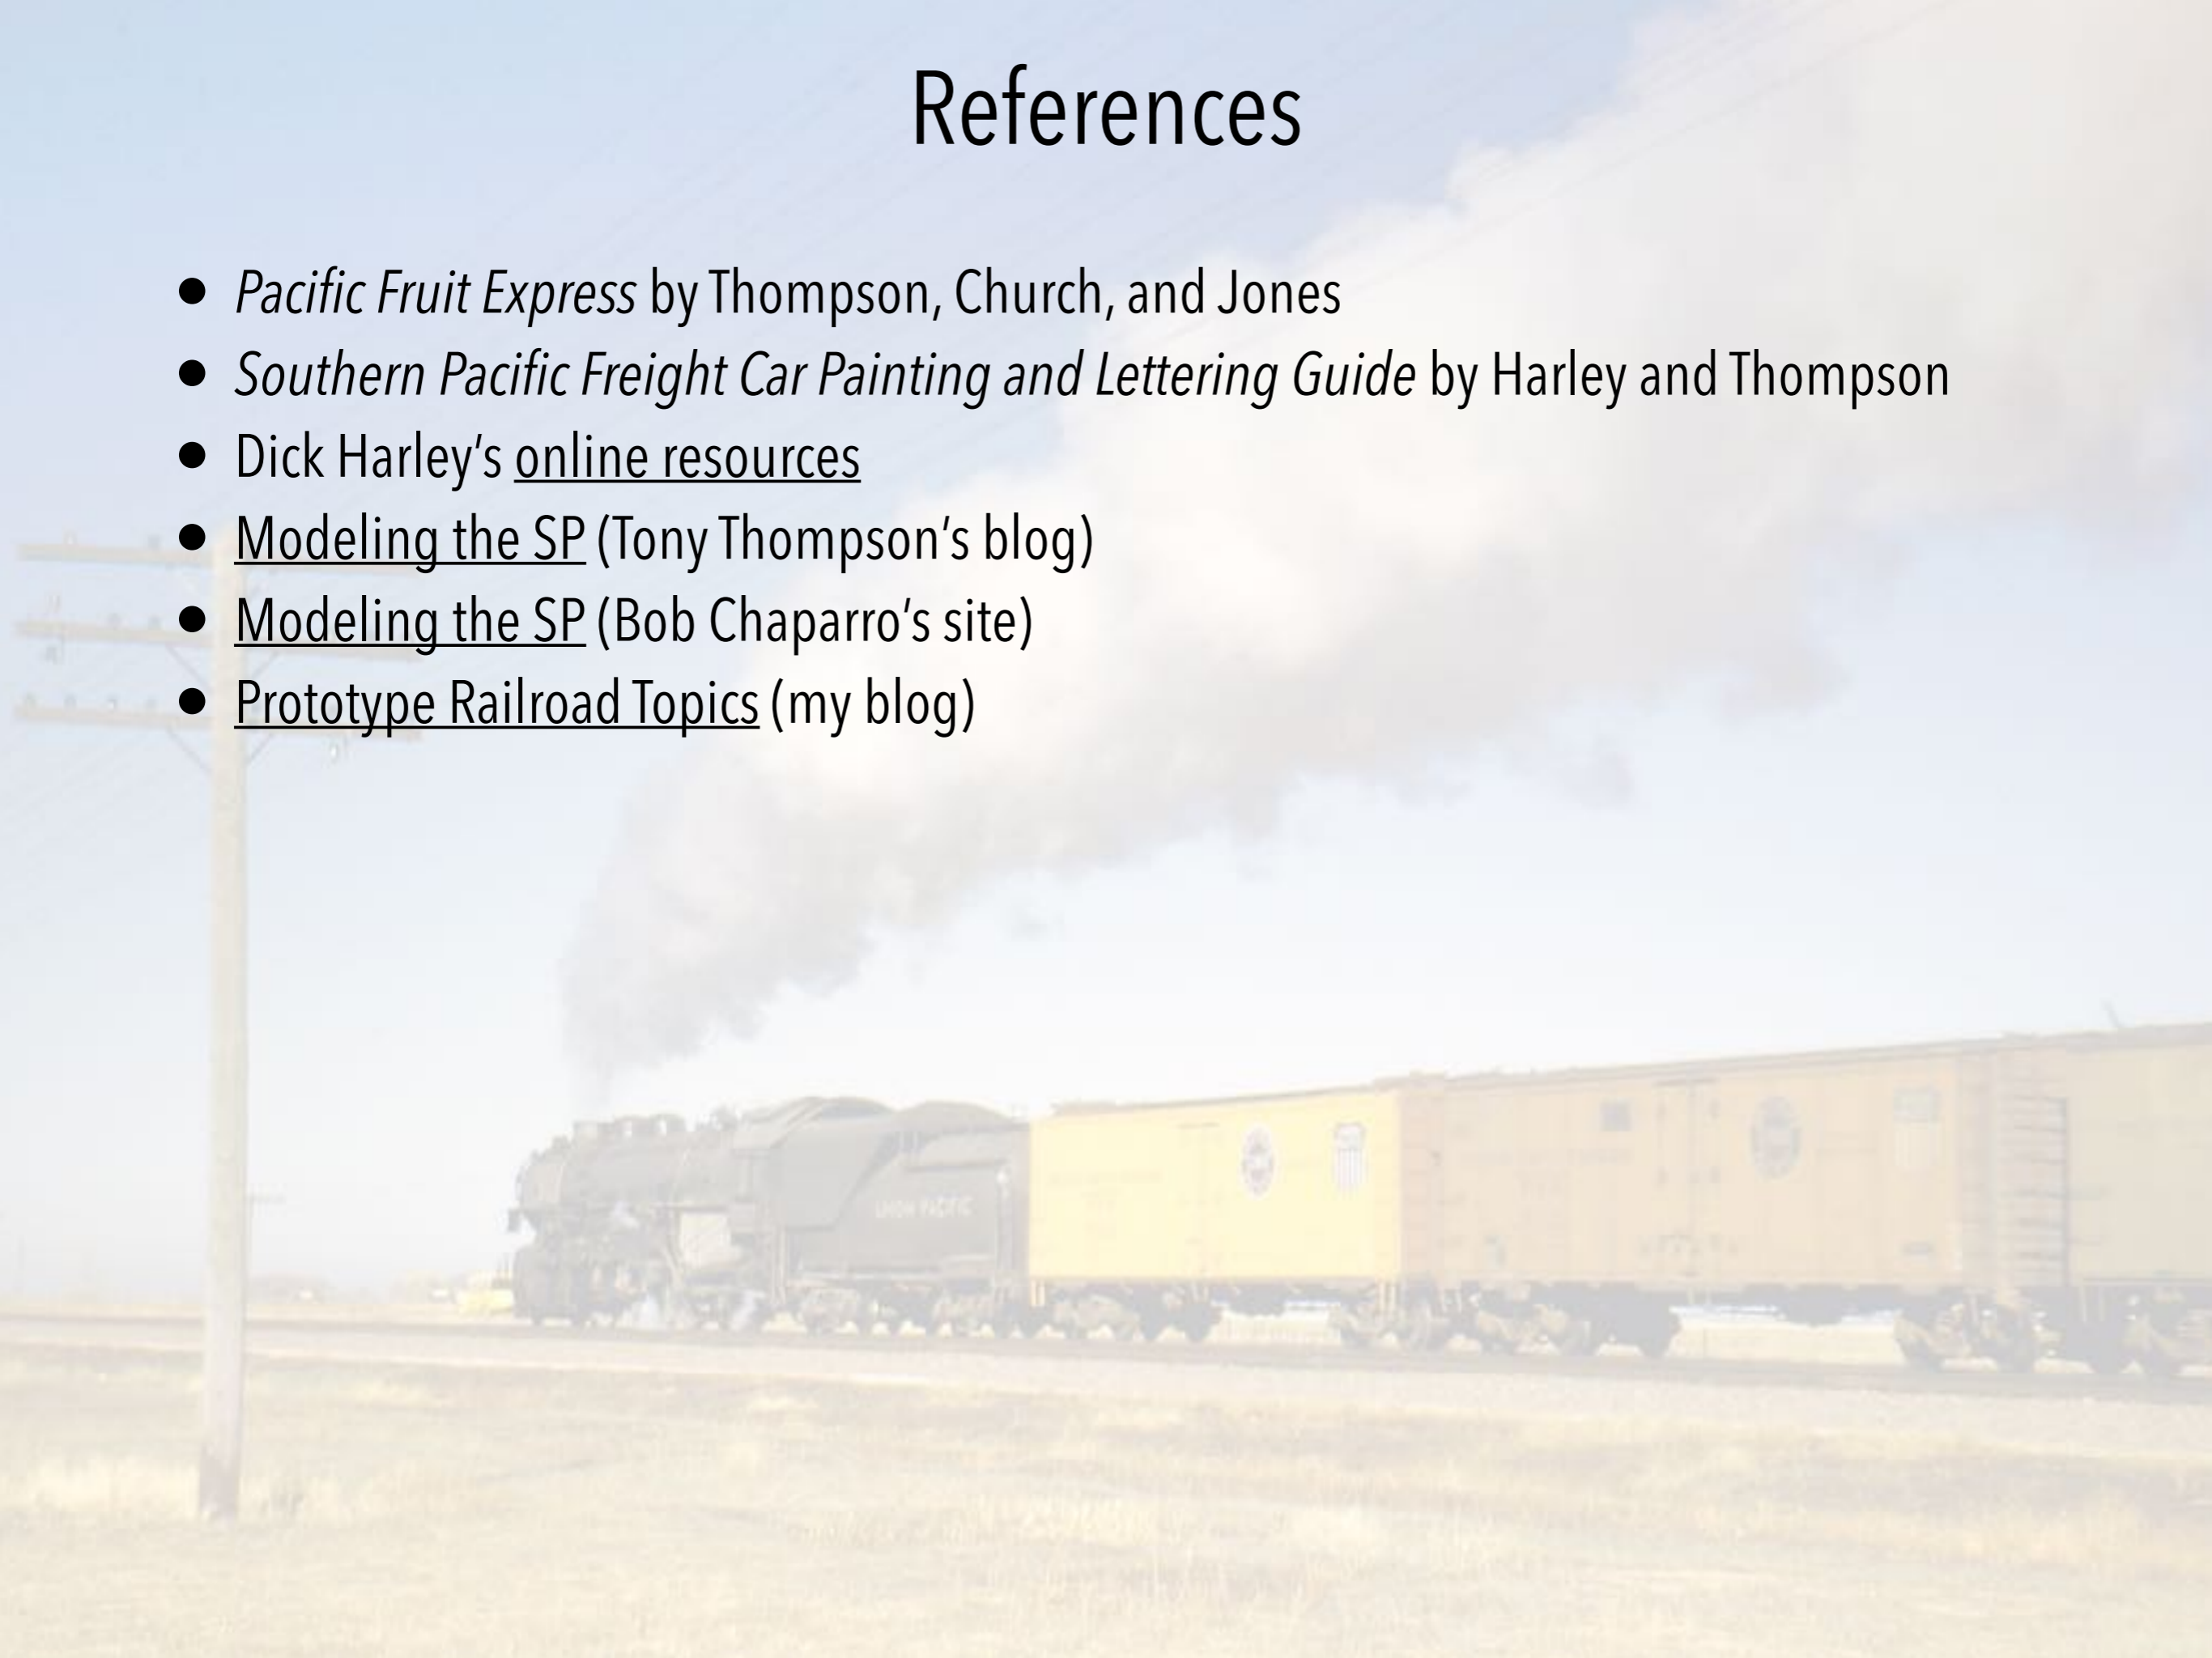 References
• Pacific Fruit Express by Thompson, Church, and Jones
• Southern Pacific Freight Car Painting and Lettering Guide by Harley and Thompson
• Dick Harley’s online resources
• Modeling the SP (Tony Thompson’s blog)
• Modeling the SP (Bob Chaparro’s site)
• Prototype Railroad Topics (my blog)
UNION PACIFIC